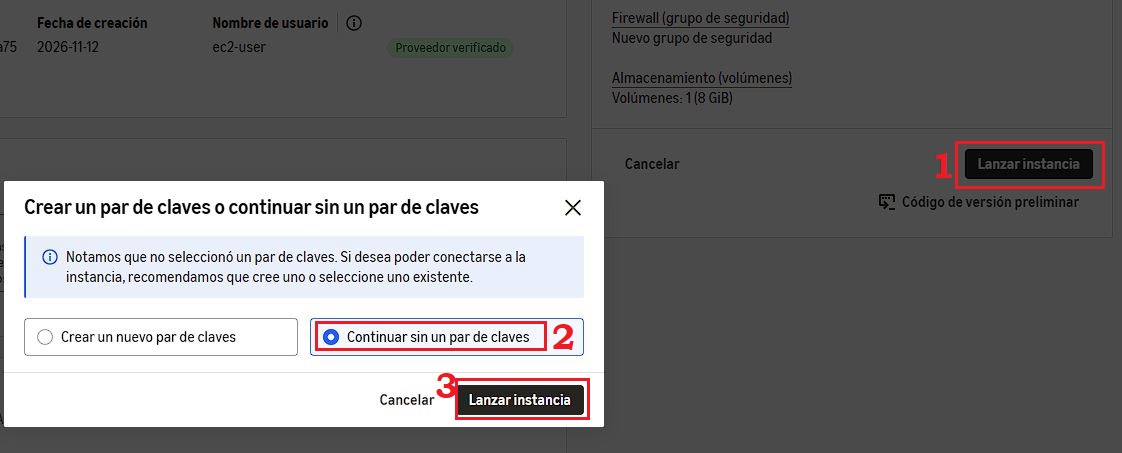 Fecha de creación
Nombre de usuario
a75
2026-11-12
ec2-user
Proveedor verificado
Firewall (grupo de seguridad)
Nuevo grupo de seguridad
Almacenamiento (volúmenes)
Volúmenes: 1 (8 GiB)
Cancelar
1
Lanzar instancia
Código de versión preliminar
Crear un par de claves o continuar sin un par de claves
Notamos que no seleccionó un par de claves. Si desea poder conectarse a la
instancia, recomendamos que cree uno o seleccione uno existente.
Crear un nuevo par de claves
Continuar sin un par de claves
2
Cancelar
3
Lanzar instancia